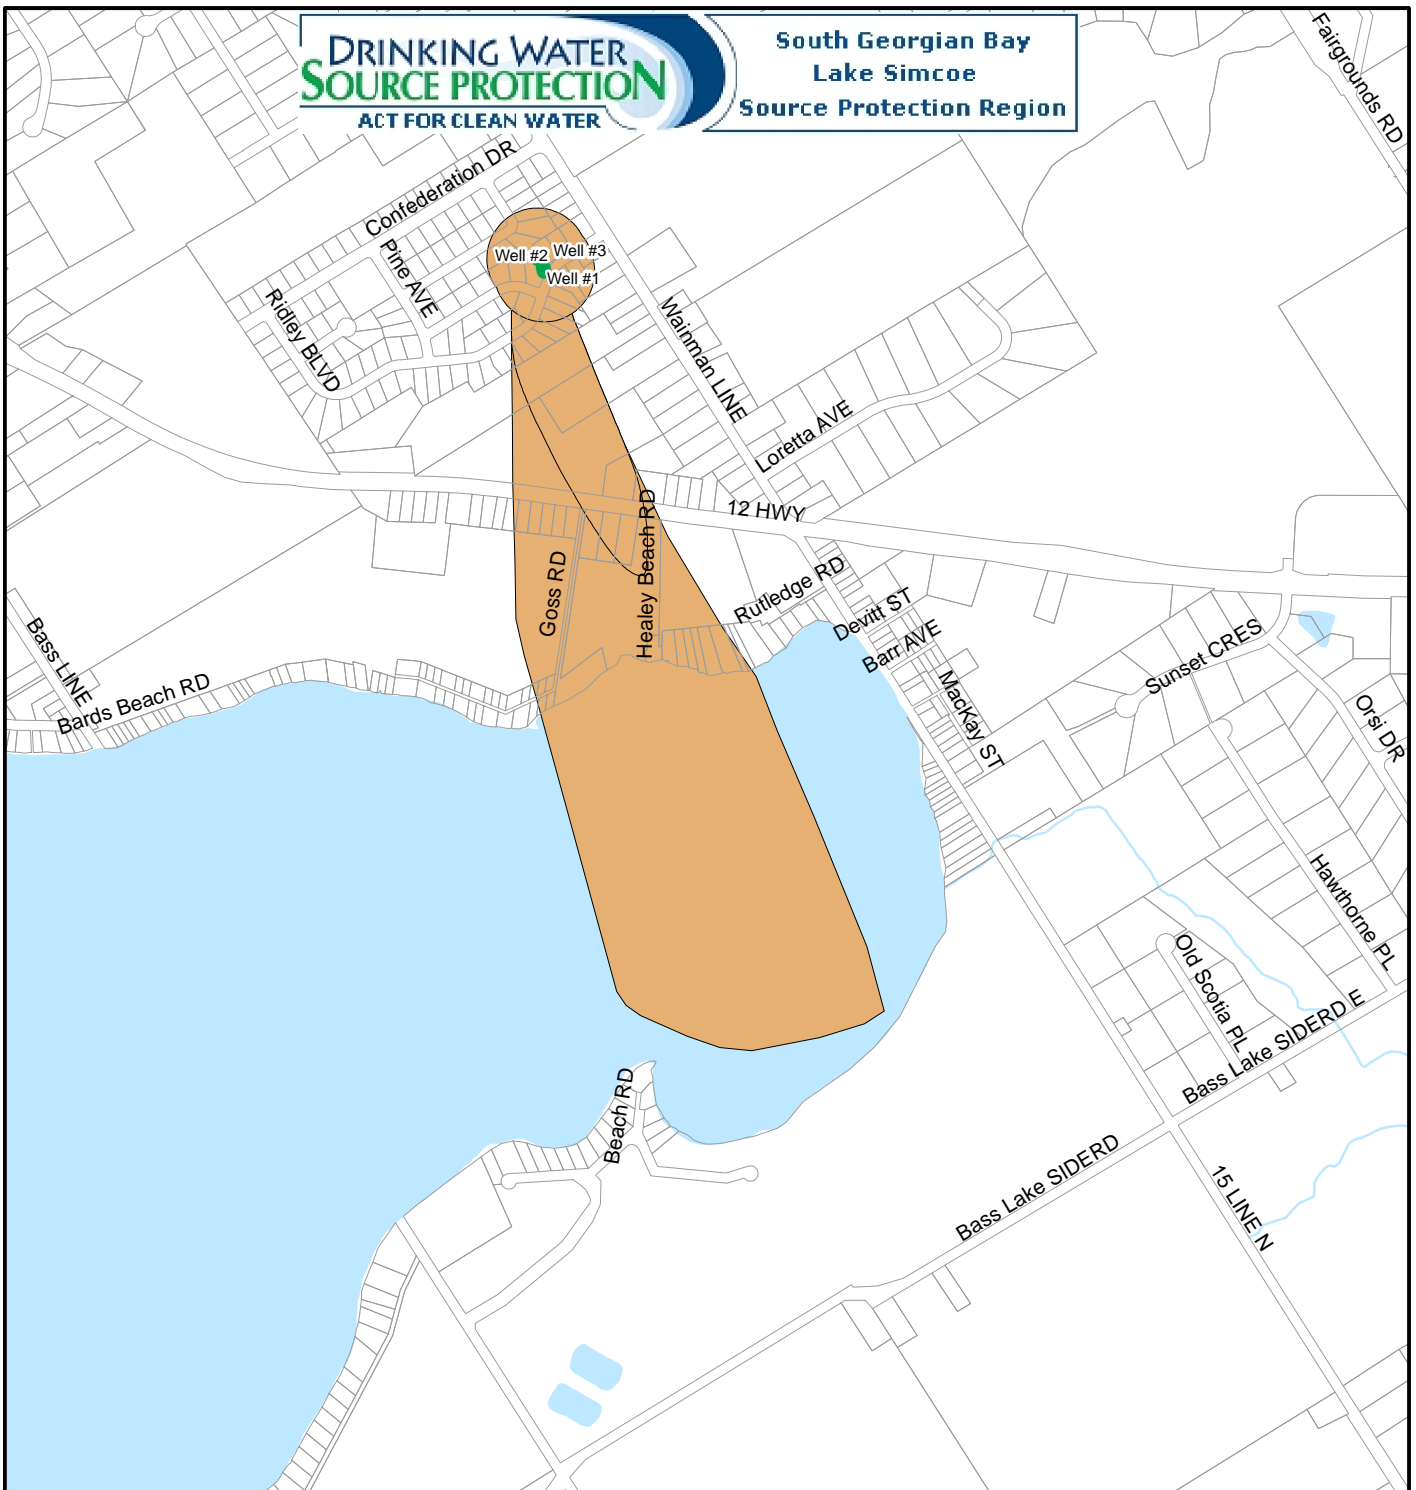 DRINKING WATER
SOURCE PROTECTION
ACT FOR CLEAN WATER
South Georgian Bay
Lake Simcoe
Source Protection Region
Fairgrounds RD
Confederation DR
Pine AVE
Ridley BLVD
Well #2
Well #3
Well #1
Wainman LINE
Loretta AVE
12 HWY
Goss RD
Healey Beach RD
Rutledge RD
Devitt ST
Barr AVE
MacKay ST
Sunset CRES
Orsi DR
Bass LINE
Bards Beach RD
Hawthorne PL
Old Scotia PL
Bass Lake SIDERD E
Beach RD
Bass Lake SIDERD
15 LINE N